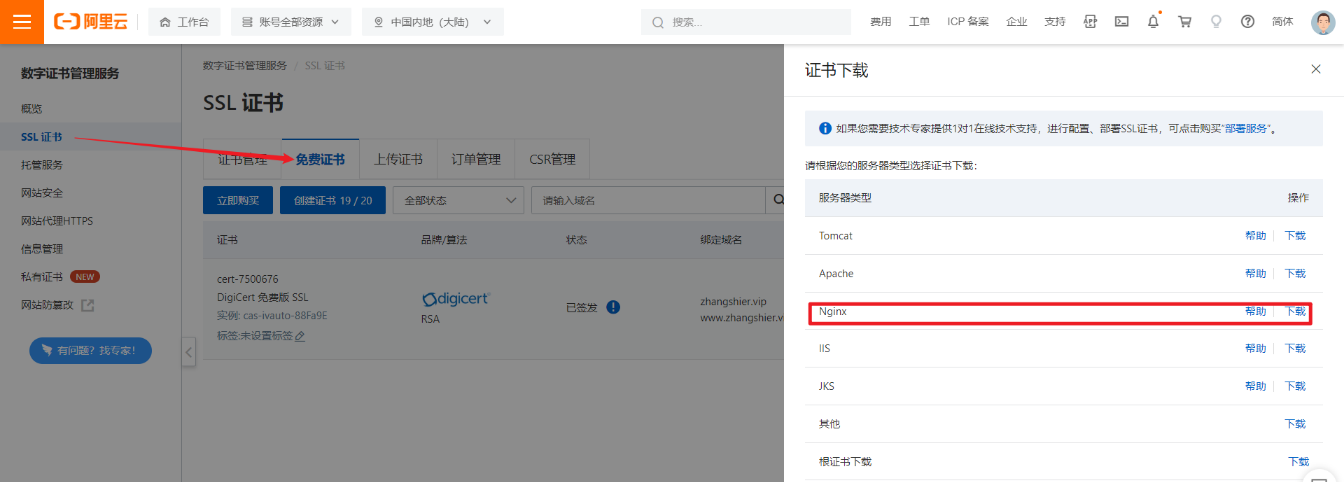 阿里云
工作台
账号全部资源
中国内地（大陆）
搜索...
费用
工单
ICP 备案
企业
支持
简体
数字证书管理服务
概览
SSL 证书
托管服务
网站安全
网站代理HTTPS
信息管理
私有证书 NEW
网站防篡改
有问题？找专家！
数字证书管理服务 / SSL 证书
SSL 证书
证书管理
免费证书
上传证书
订单管理
CSR管理
立即购买
创建证书 19 / 20
全部状态
请输入域名
证书
品牌/算法
状态
绑定域名
cert-7500676
DigiCert 免费版 SSL
实例: cas-ivauto-88Fa9E
标签:未设置标签
digicert
RSA
已签发
zhangshier.vip
www.zhangshier.v
证书下载
如果您需要技术专家提供1对1在线技术支持，进行配置、部署SSL证书，可点击购买“部署服务”。
请根据您的服务器类型选择证书下载：
服务器类型
操作
Tomcat
帮助
下载
Apache
帮助
下载
Nginx
帮助
下载
IIS
帮助
下载
JKS
帮助
下载
其他
下载
根证书下载
下载